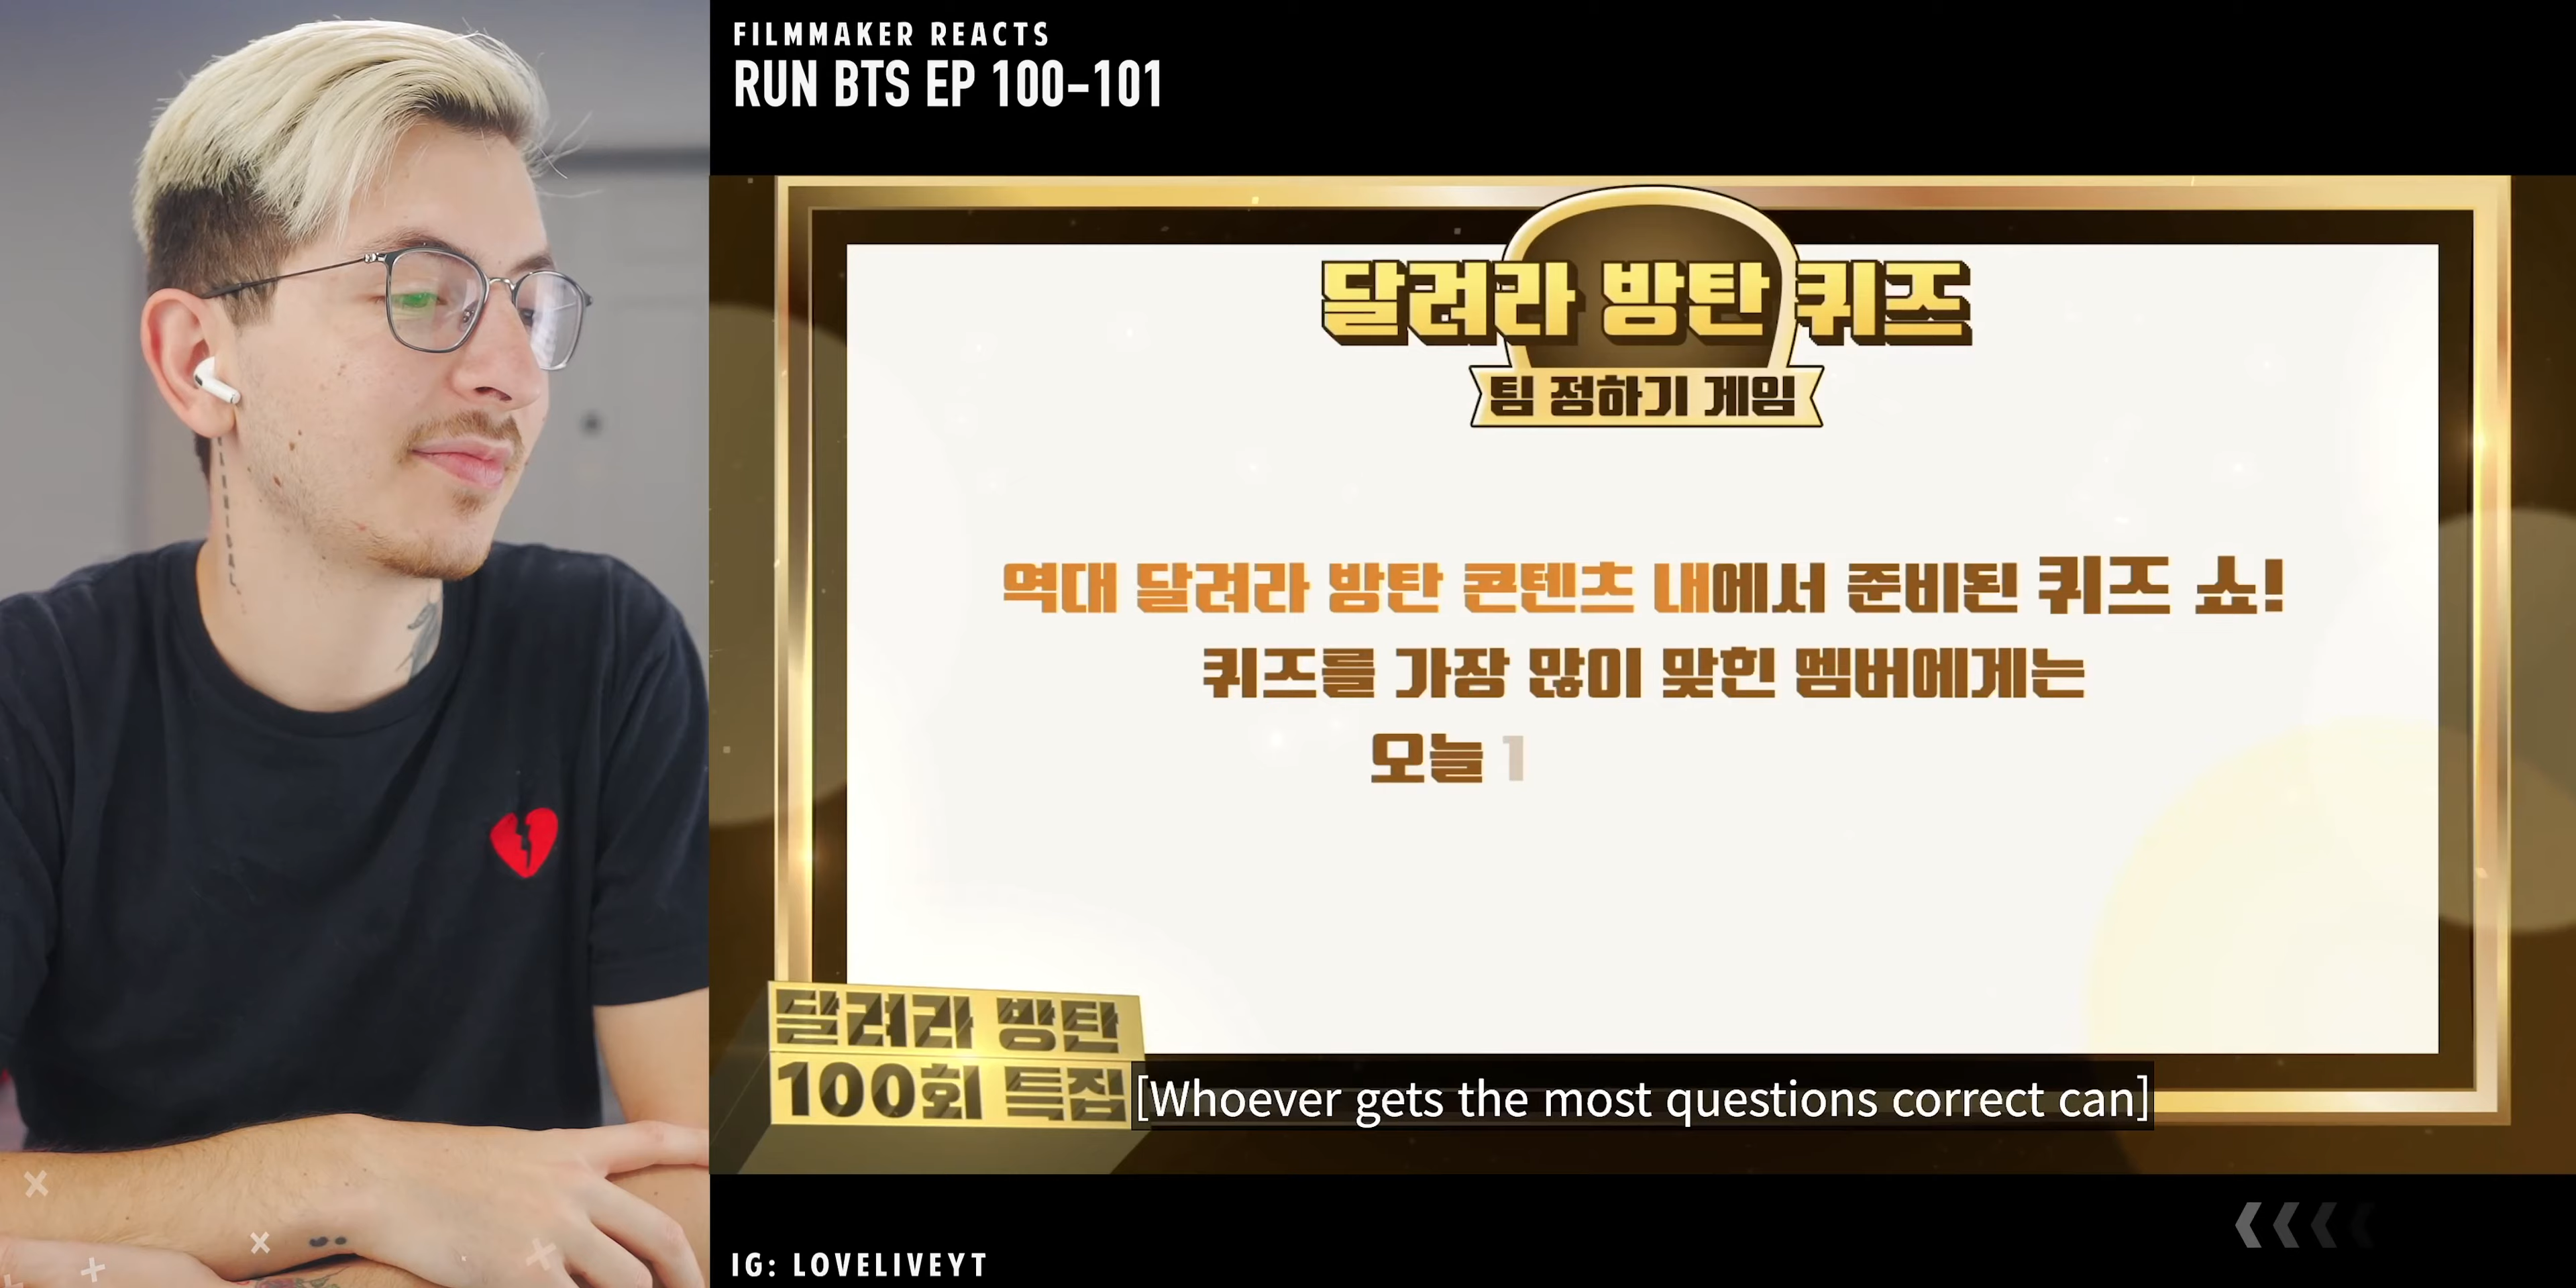 FILMMAKER REACTS
RUN BTS EP 100-101
달려라 방탄 퀴즈
팀 정하기 게임
역대 달려라 방탄 콘텐츠 내에서 준비된 퀴즈 쇼!
퀴즈를 가장 많이 맞힌 멤버에게는
오늘 1
달려라 방탄
100회 특집
[Whoever gets the most questions correct can]
IG: LOVELIVEYT